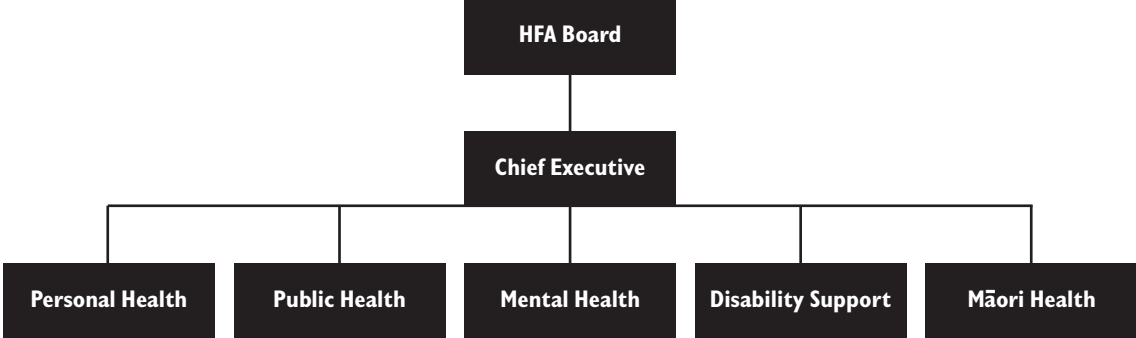 HFA Board
Chief Executive
Personal Health
Public Health
Mental Health
Disability Support
Māori Health